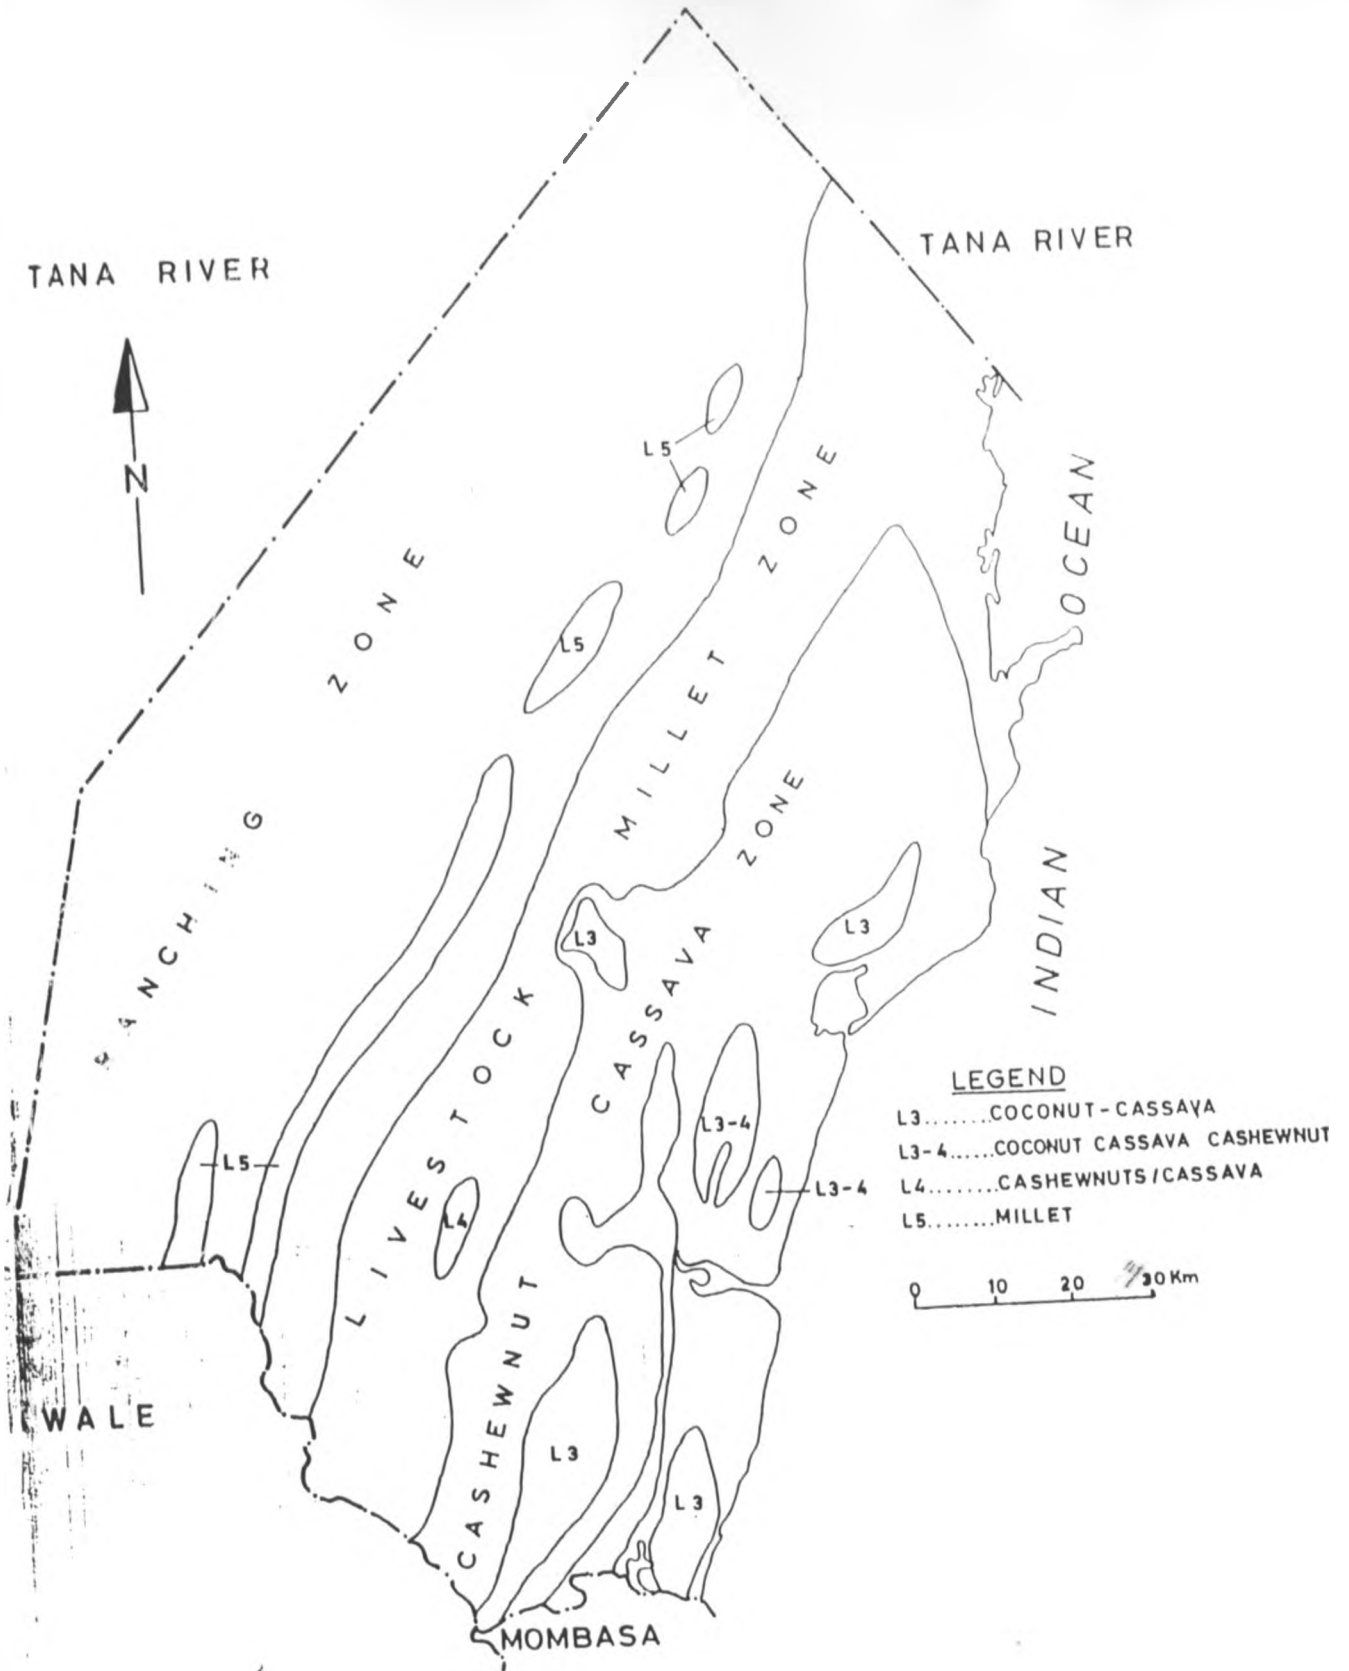 TANA RIVER
TANA RIVER
N
L5
ZONE
OCEAN
ZONE
L5
MILLET
ZONE
ANCHING
INDIAN
L3
L3
CASSAVA
LIVESTOCK
L3-4
L5
L3-4
L4
LEGEND
L3........COCONUT-CASSAVA
L3-4......COCONUT CASSAVA CASHEWNUT
L4........CASHEWNUTS/CASSAVA
L5........MILLET
0 10 20 30 Km
CASHEWNUT
WALE
L3
L3
MOMBASA